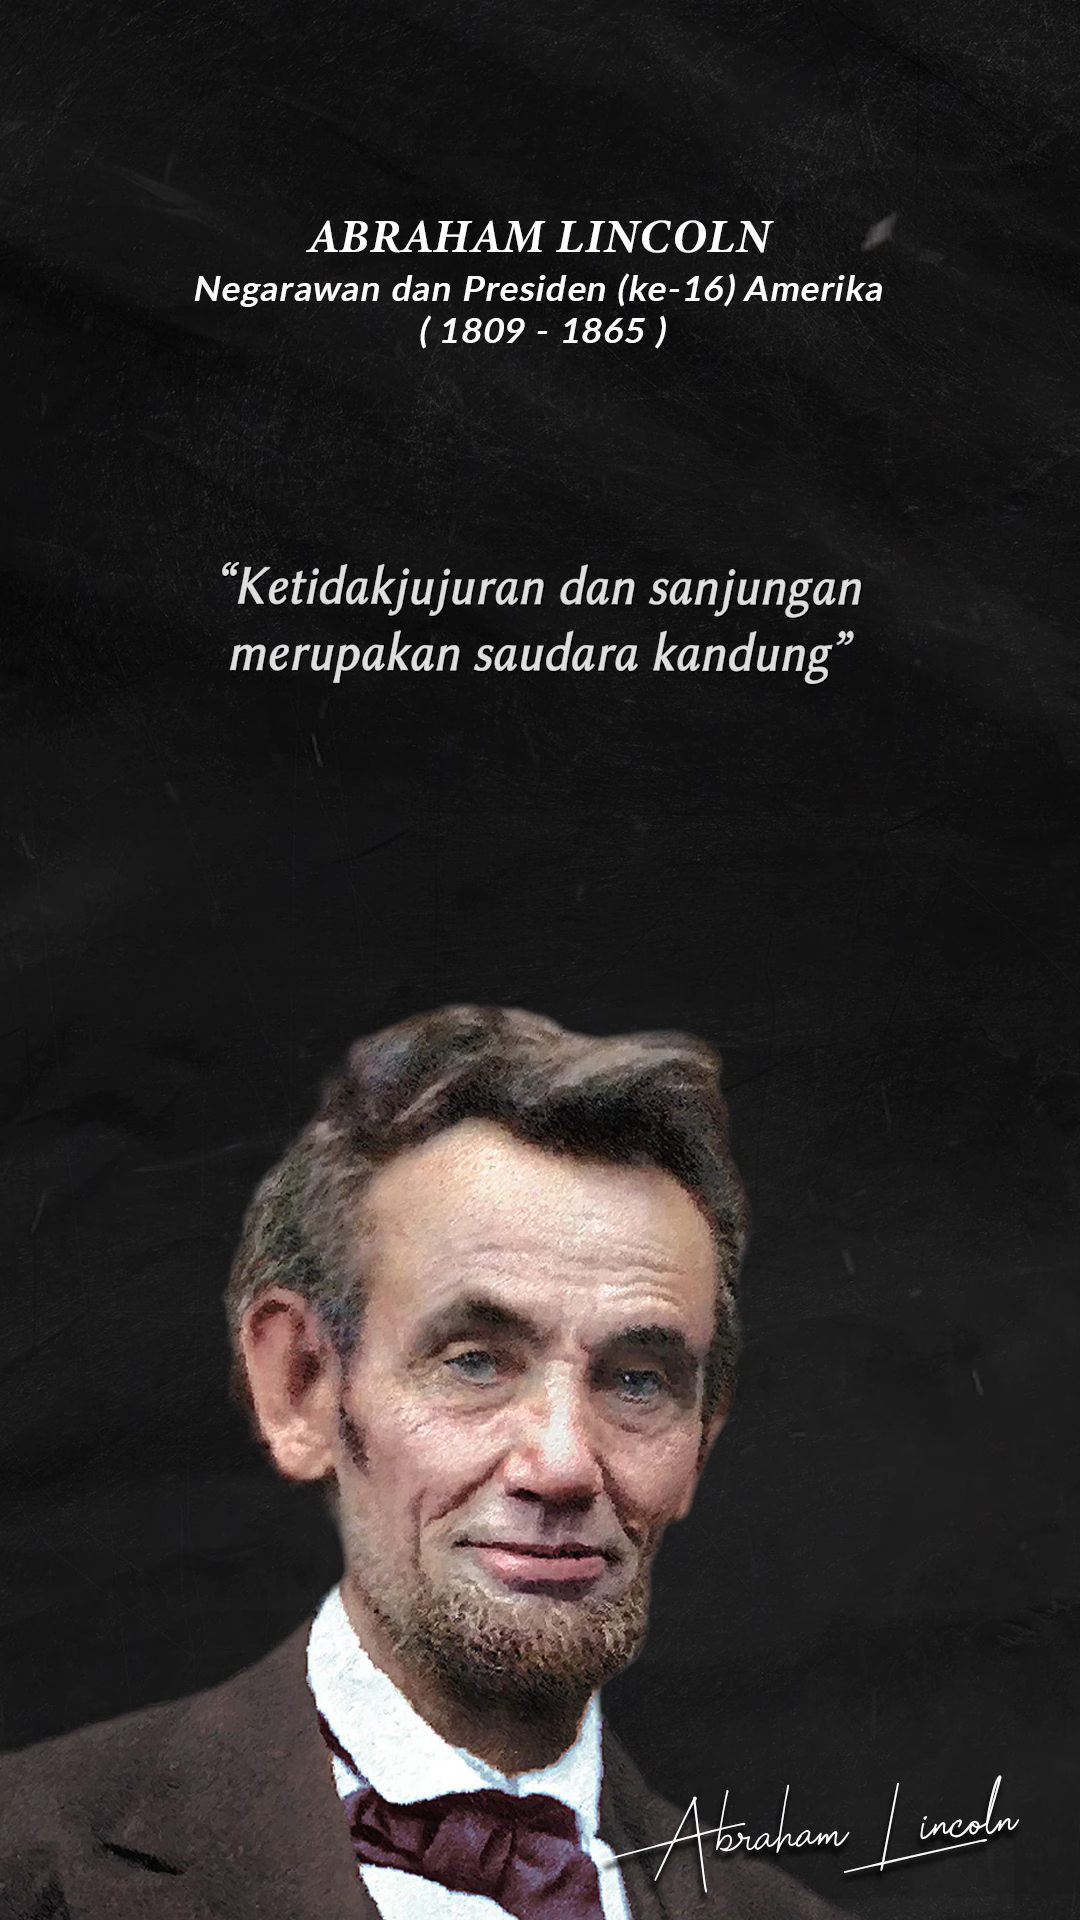 ABRAHAM LINCOLN
Negarawan dan Presiden (ke-16) Amerika
( 1809 - 1865 )
“Ketidakjujuran dan sanjungan
merupakan saudara kandung”
Abraham Lincoln